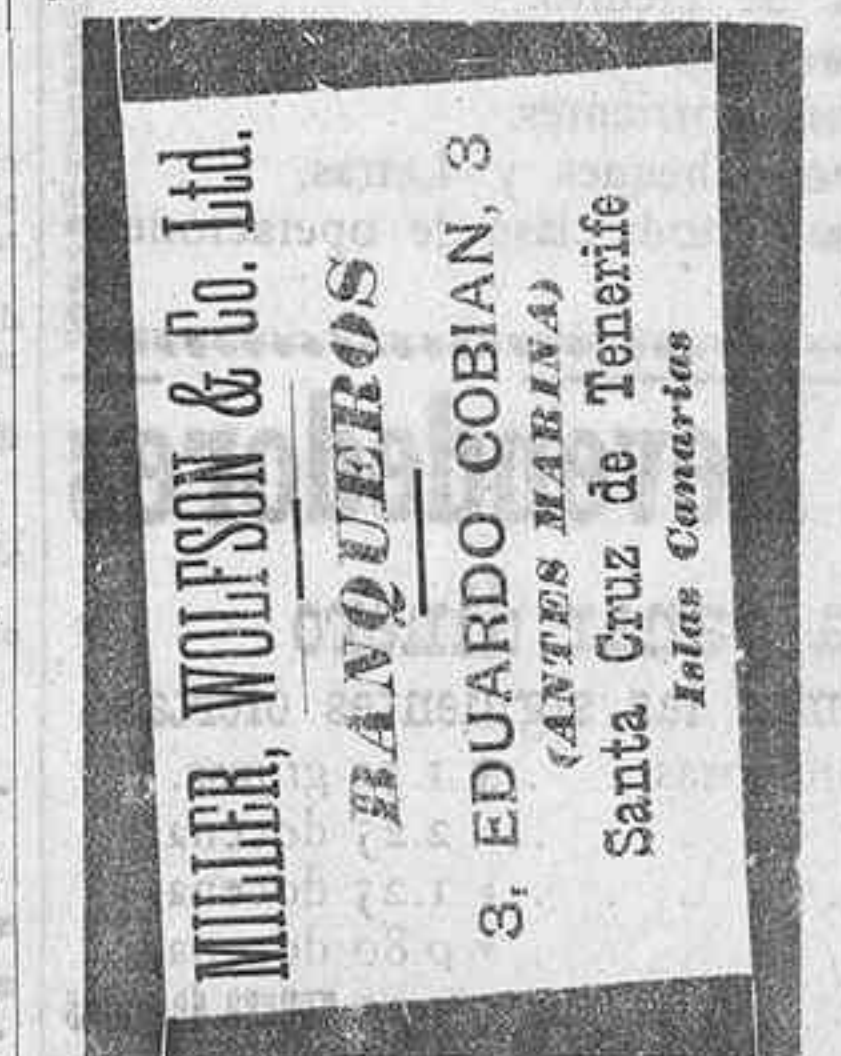 MILLER, WOLFSON & Co. Ltd.
BANQUEROS
3, EDUARDO COBIAN, 3
(ANTES MARINA)
Santa Cruz de Tenerife
Islas Canarias